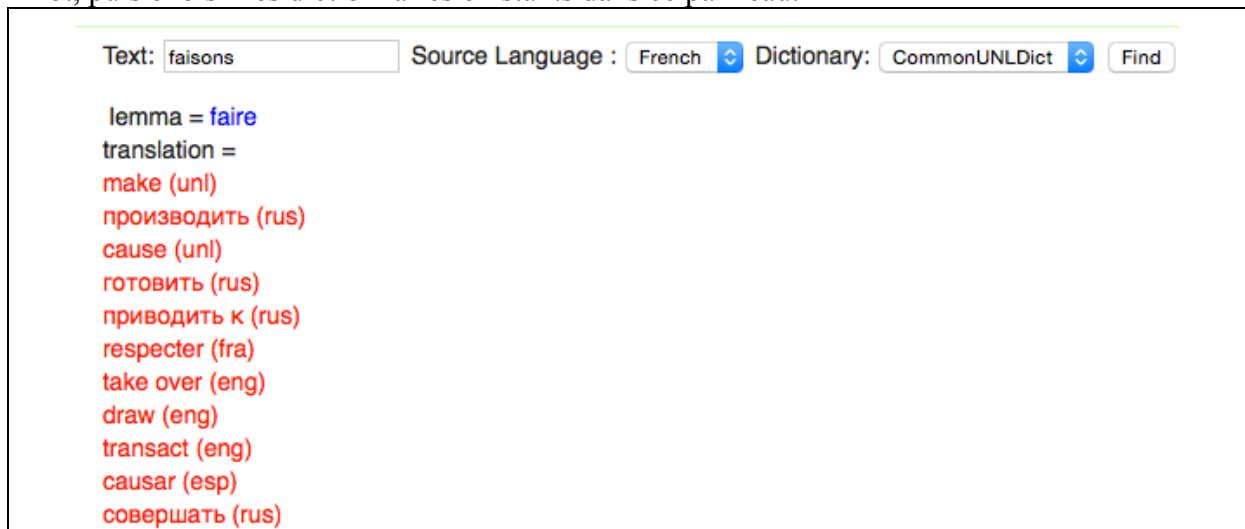 Text: faisons Source Language : French Dictionary: CommonUNLDict Find
lemma = faire
translation =
make (unl)
производить (rus)
cause (unl)
готовить (rus)
приводить к (rus)
respecter (fra)
take over (eng)
draw (eng)
transact (eng)
causar (esp)
совершать (rus)